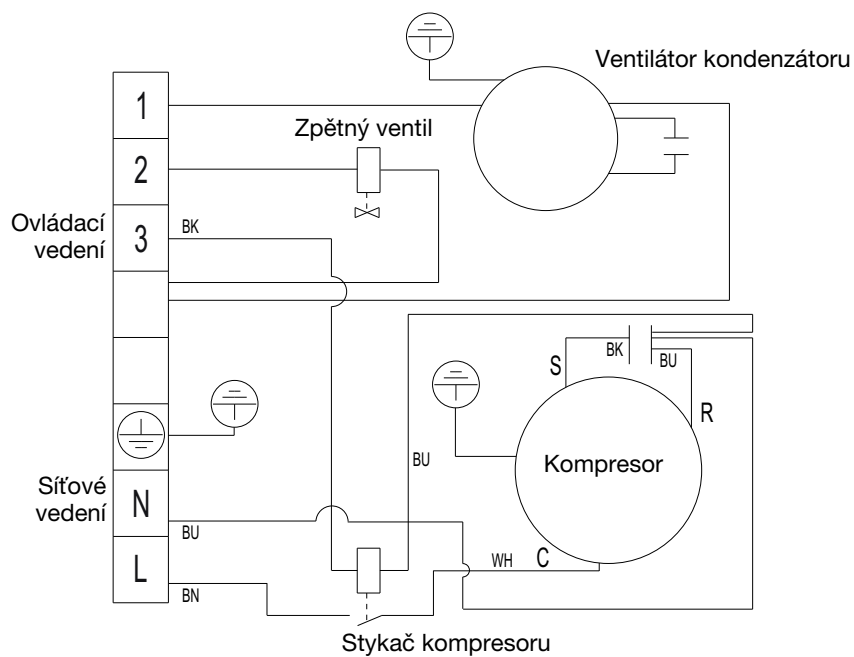 Ventilátor kondenzátoru
1
Zpětný ventil
2
Ovládací
vedení
3
BK
BK
BU
S
R
BU
Kompresor
Síťové
vedení
N
BU
WH
C
L
BN
Stykač kompresoru